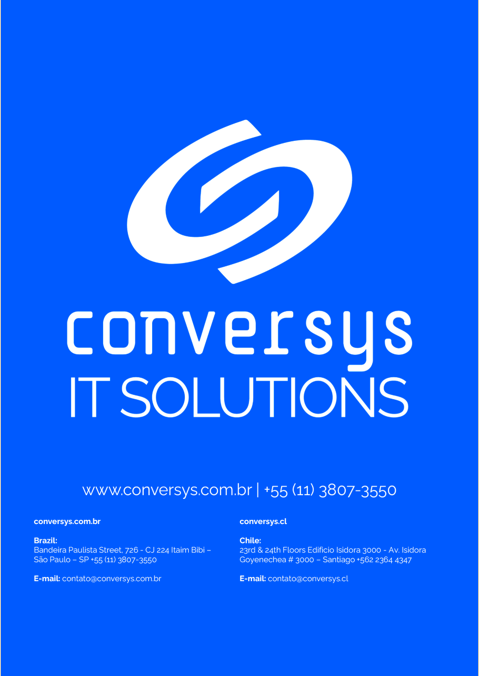 conversys
IT SOLUTIONS
www.conversys.com.br | +55 (11) 3807-3550
conversys.com.br
Brazil:
Bandeira Paulista Street, 726 - CJ 224 Itaim Bibi –
São Paulo – SP +55 (11) 3807-3550
E-mail: contato@conversys.com.br
conversys.cl
Chile:
23rd & 24th Floors Edificio Isidora 3000 - Av. Isidora
Goyenechea # 3000 – Santiago +562 2364 4347
E-mail: contato@conversys.cl